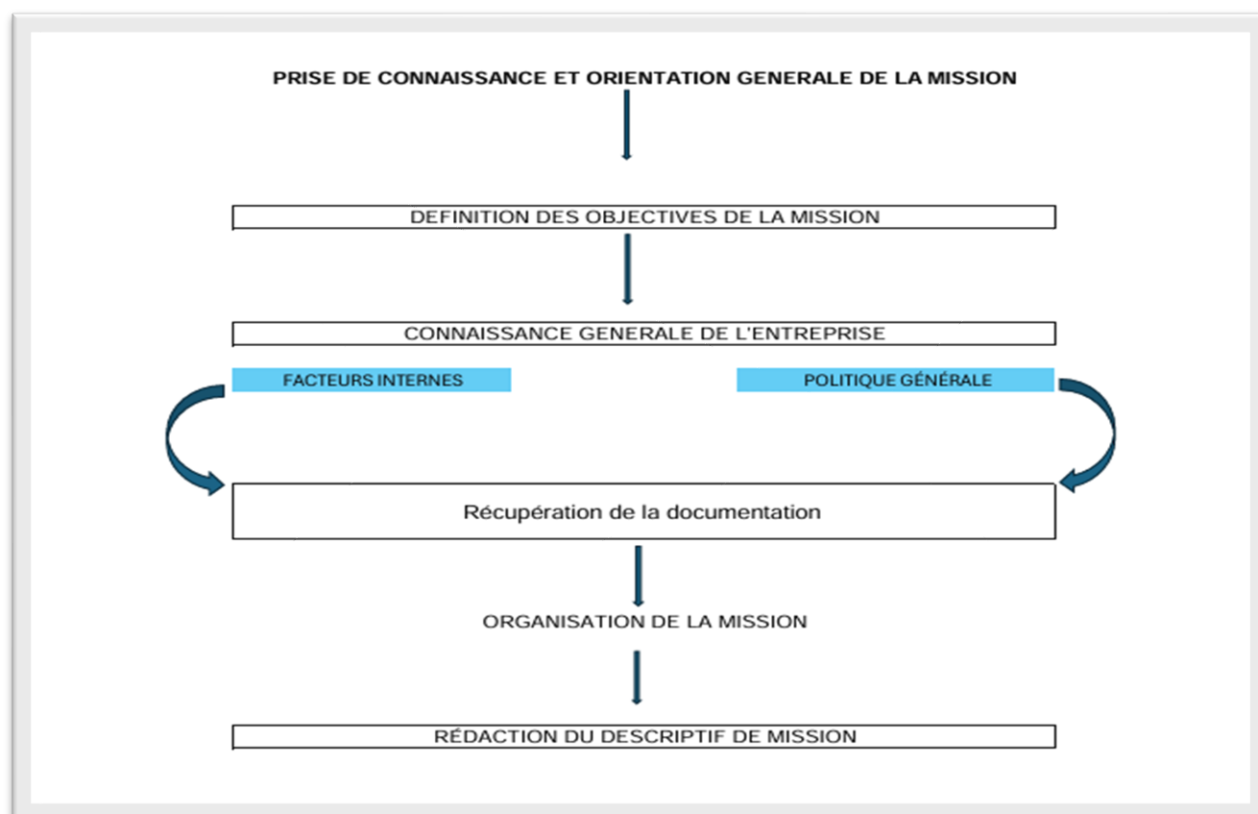 PRISE DE CONNAISSANCE ET ORIENTATION GENERALE DE LA MISSION
DEFINITION DES OBJECTIVES DE LA MISSION
CONNAISSANCE GENERALE DE L'ENTREPRISE
FACTEURS INTERNES
POLITIQUE GÉNÉRALE
Récupération de la documentation
ORGANISATION DE LA MISSION
RÉDACTION DU DESCRIPTIF DE MISSION